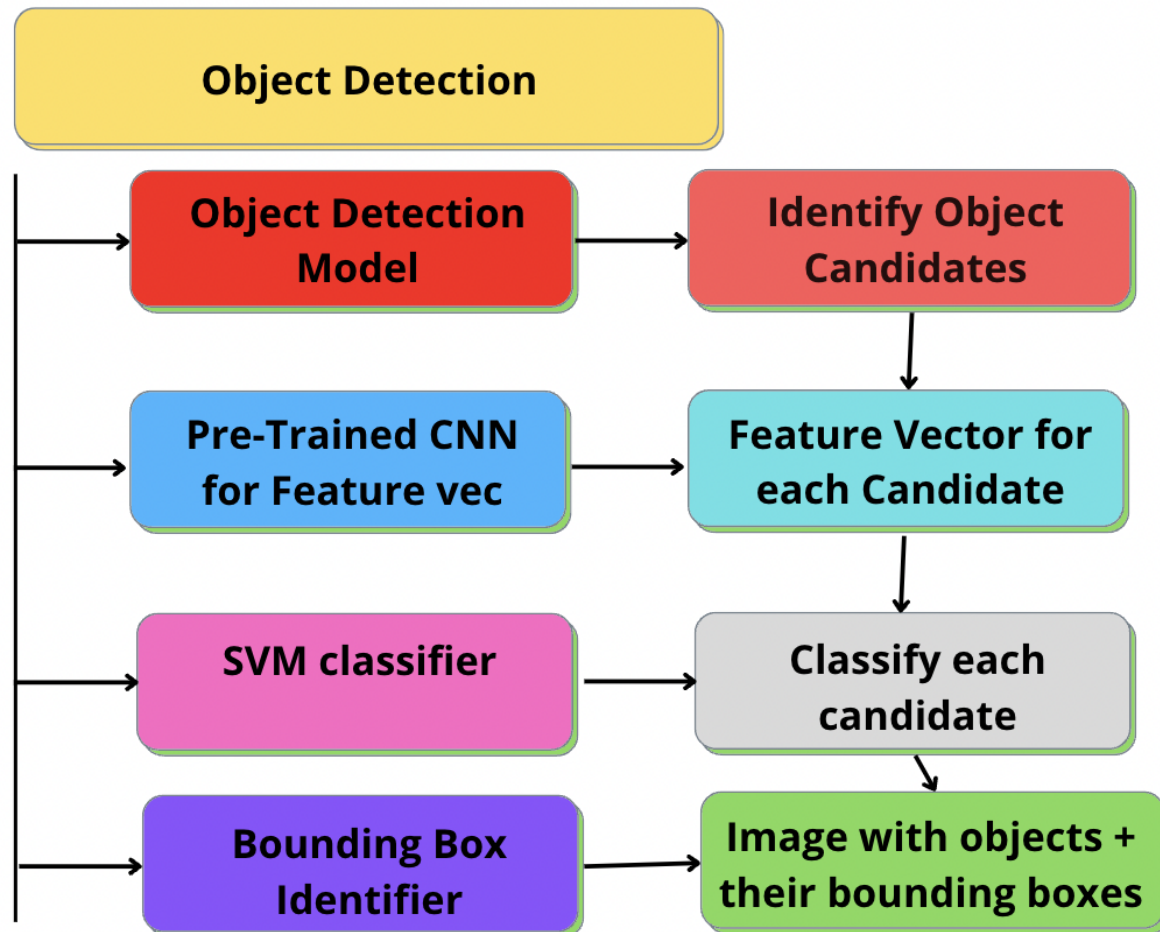 Object Detection
Object Detection
Model
Identify Object
Candidates
Pre-Trained CNN
for Feature vec
Feature Vector for
each Candidate
SVM classifier
Classify each
candidate
Bounding Box
Identifier
Image with objects +
their bounding boxes